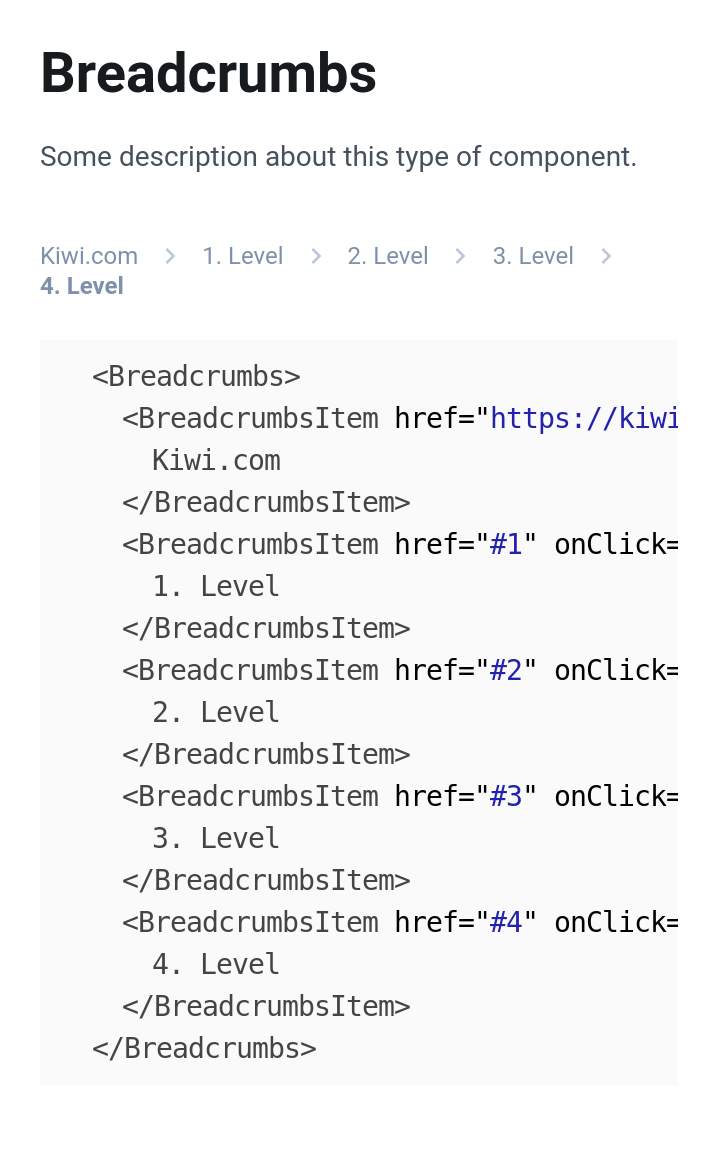 Breadcrumbs
Some description about this type of component.
Kiwi.com 1. Level 2. Level 3. Level
4. Level
<Breadcrumbs>
<BreadcrumbsItem href="https://kiwi
Kiwi.com
</BreadcrumbsItem>
<BreadcrumbsItem href="#1" onClick=
1. Level
</BreadcrumbsItem>
<BreadcrumbsItem href="#2" onClick=
2. Level
</BreadcrumbsItem>
<BreadcrumbsItem href="#3" onClick=
3. Level
</BreadcrumbsItem>
<BreadcrumbsItem href="#4" onClick=
4. Level
</BreadcrumbsItem>
</Breadcrumbs>